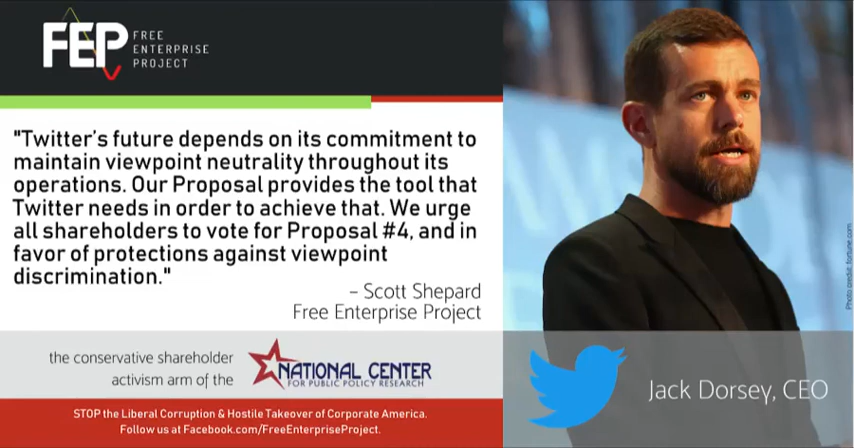 FEP
FREE
ENTERPRISE
PROJECT
"Twitter's future depends on its commitment to
maintain viewpoint neutrality throughout its
operations. Our Proposal provides the tool that
Twitter needs in order to achieve that. We urge
all shareholders to vote for Proposal #4, and in
favor of protections against viewpoint
discrimination."
– Scott Shepard
Free Enterprise Project
the conservative shareholder
activism arm of the
NATIONAL CENTER
FOR PUBLIC POLICY RESEARCH
STOP the Liberal Corruption & Hostile Takeover of Corporate America.
Follow us at Facebook.com/FreeEnterpriseProject.
Photo credit: fortune.com
Jack Dorsey, CEO